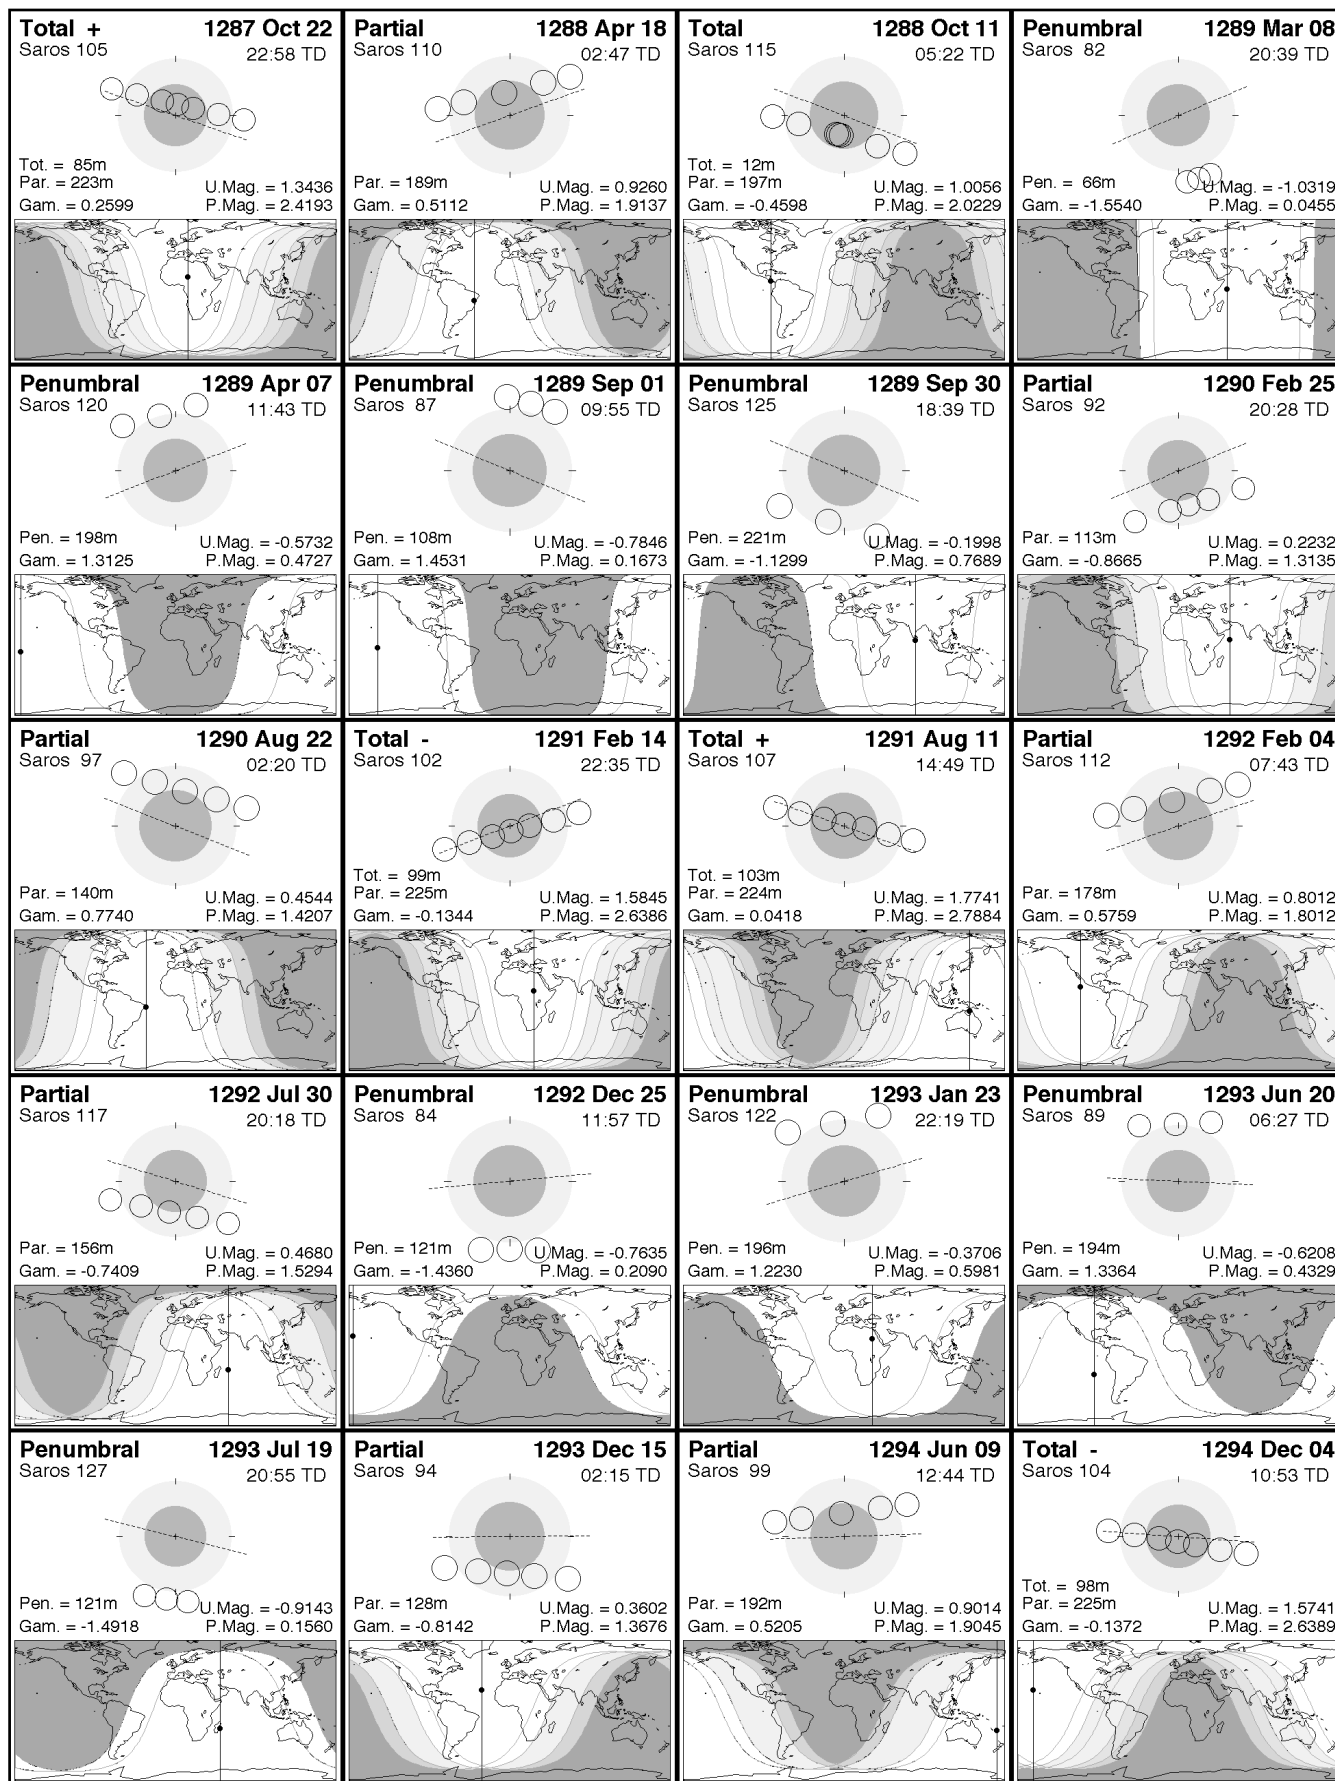 Total + 1287 Oct 22
Saros 105 22:58 TD
Tot. = 85m
Par. = 223m U.Mag. = 1.3436
Gam. = 0.2599 P.Mag. = 2.4193
Partial 1288 Apr 18
Saros 110 02:47 TD
Par. = 189m U.Mag. = 0.9260
Gam. = 0.5112 P.Mag. = 1.9137
Total 1288 Oct 11
Saros 115 05:22 TD
Tot. = 12m
Par. = 197m U.Mag. = 1.0056
Gam. = -0.4598 P.Mag. = 2.0229
Penumbral 1289 Mar 08
Saros 82 20:39 TD
Pen. = 66m U.Mag. = -1.0319
Gam. = -1.5540 P.Mag. = 0.0455
Penumbral 1289 Apr 07
Saros 120 11:43 TD
Pen. = 198m U.Mag. = -0.5732
Gam. = 1.3125 P.Mag. = 0.4727
Penumbral 1289 Sep 01
Saros 87 09:55 TD
Pen. = 108m U.Mag. = -0.7846
Gam. = 1.4531 P.Mag. = 0.1673
Penumbral 1289 Sep 30
Saros 125 18:39 TD
Pen. = 221m U.Mag. = -0.1998
Gam. = -1.1299 P.Mag. = 0.7689
Partial 1290 Feb 25
Saros 92 20:28 TD
Par. = 113m U.Mag. = 0.2232
Gam. = -0.8665 P.Mag. = 1.3135
Partial 1290 Aug 22
Saros 97 02:20 TD
Par. = 140m U.Mag. = 0.4544
Gam. = 0.7740 P.Mag. = 1.4207
Total - 1291 Feb 14
Saros 102 22:35 TD
Tot. = 99m
Par. = 225m U.Mag. = 1.5845
Gam. = -0.1344 P.Mag. = 2.6386
Total + 1291 Aug 11
Saros 107 14:49 TD
Tot. = 103m
Par. = 224m U.Mag. = 1.7741
Gam. = 0.0418 P.Mag. = 2.7884
Partial 1292 Feb 04
Saros 112 07:43 TD
Par. = 178m U.Mag. = 0.8012
Gam. = 0.5759 P.Mag. = 1.8012
Partial 1292 Jul 30
Saros 117 20:18 TD
Par. = 156m U.Mag. = 0.4680
Gam. = -0.7409 P.Mag. = 1.5294
Penumbral 1292 Dec 25
Saros 84 11:57 TD
Pen. = 121m U.Mag. = -0.7635
Gam. = -1.4360 P.Mag. = 0.2090
Penumbral 1293 Jan 23
Saros 122 22:19 TD
Pen. = 196m U.Mag. = -0.3706
Gam. = 1.2230 P.Mag. = 0.5981
Penumbral 1293 Jun 20
Saros 89 06:27 TD
Pen. = 194m U.Mag. = -0.6208
Gam. = 1.3364 P.Mag. = 0.4329
Penumbral 1293 Jul 19
Saros 127 20:55 TD
Pen. = 121m U.Mag. = -0.9143
Gam. = -1.4918 P.Mag. = 0.1560
Partial 1293 Dec 15
Saros 94 02:15 TD
Par. = 128m U.Mag. = 0.3602
Gam. = -0.8142 P.Mag. = 1.3676
Partial 1294 Jun 09
Saros 99 12:44 TD
Par. = 192m U.Mag. = 0.9014
Gam. = 0.5205 P.Mag. = 1.9045
Total - 1294 Dec 04
Saros 104 10:53 TD
Tot. = 98m
Par. = 225m U.Mag. = 1.5741
Gam. = -0.1372 P.Mag. = 2.6389